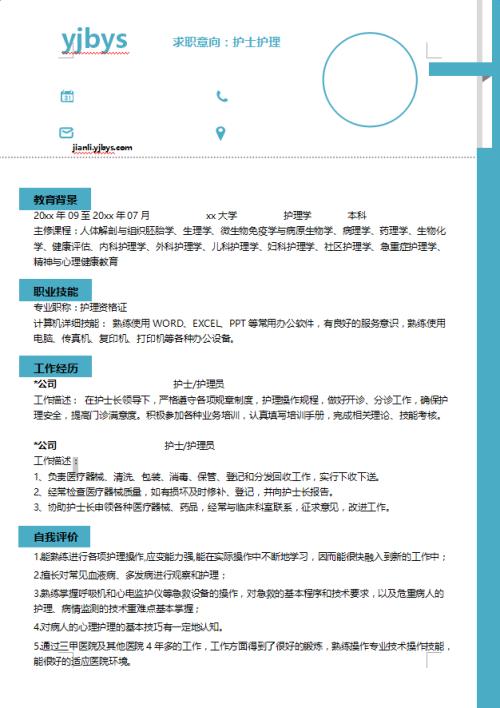 yjbys
求职意向：护士护理
31
jianli.yjbys.com
教育背景
20xx 年 09 至 20xx 年 07 月 xx 大学 护理学 本科
主修课程：人体解剖与组织胚胎学、生理学、微生物免疫学与病原生物学、病理学、药理学、生物化
学、健康评估、内科护理学、外科护理学、儿科护理学、妇科护理学、社区护理学、急重症护理学、
精神与心理健康教育
职业技能
专业职称：护理资格证
计算机详细技能： 熟练使用 WORD、EXCEL、PPT 等常用办公软件，有良好的服务意识，熟练使用
电脑、传真机、复印机、打印机等各种办公设备。
工作经历
*公司 护士/护理员
工作描述： 在护士长领导下，严格遵守各项规章制度，护理操作规程，做好开诊、分诊工作，确保护
理安全，提高门诊满意度。积极参加各种业务培训，认真填写培训手册，完成相关理论、技能考核。
*公司 护士/护理员
工作描述：
1、负责医疗器械、清洗、包装、消毒、保管、登记和分发回收工作，实行下收下送。
2、经常检查医疗器械质量，如有损坏及时修补、登记，并向护士长报告。
3、协助护士长申领各种医疗器械、药品，经常与临床科室联系，征求意见，改进工作。
自我评价
1.能熟练进行各项护理操作,应变能力强,能在实际操作中不断地学习，因而能很快融入到新的工作中；
2.擅长对常见血液病、多发病进行观察和护理；
3.熟练掌握呼吸机和心电监护仪等急救设备的操作，对急救的基本程序和技术要求，以及危重病人的
护理、病情监测的技术重难点基本掌握；
4.对病人的心理护理的基本技巧有一定地认知。
5.通过三甲医院及其他医院 4 年多的工作，工作方面得到了很好的锻炼，熟练操作专业技术操作技能，
能很好的适应医院环境。